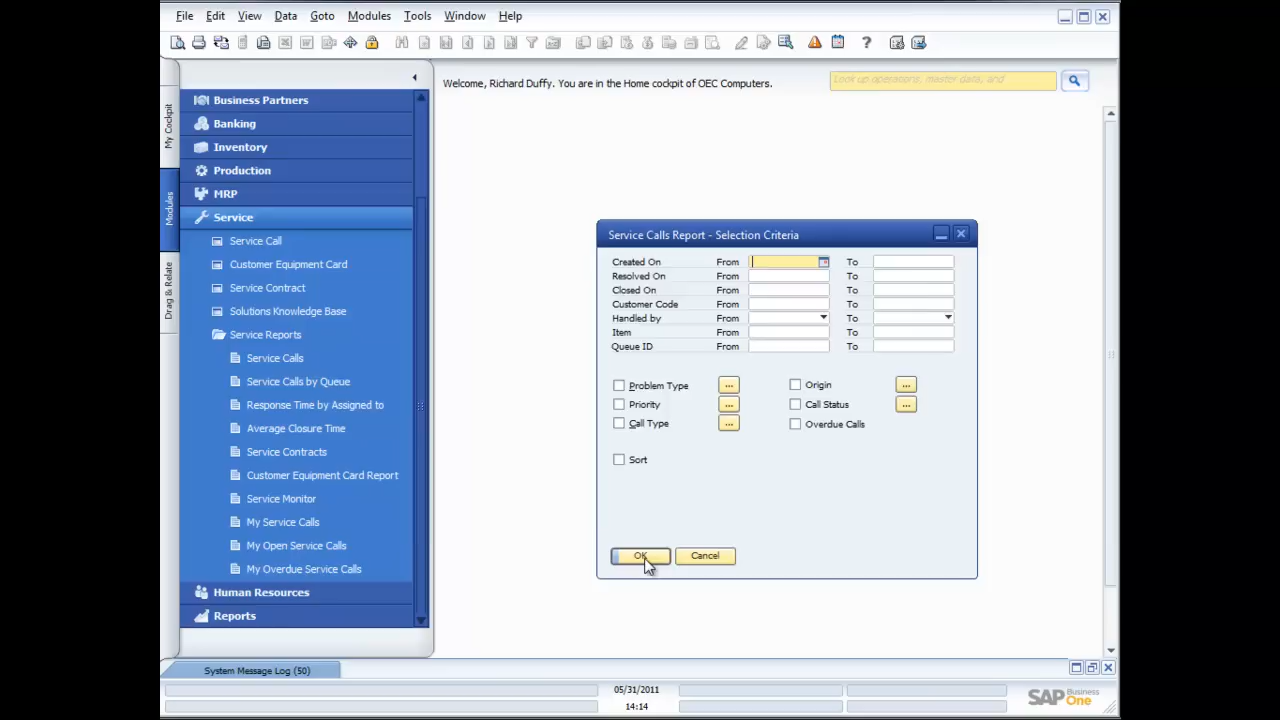 File Edit View Data Goto Modules Tools Window Help
Welcome, Richard Duffy. You are in the Home cockpit of OEC Computers.
Look up operations, master data, and
My Cockpit
Modules
Drag & Relate
Business Partners
Banking
Inventory
Production
MRP
Service
Service Call
Customer Equipment Card
Service Contract
Solutions Knowledge Base
Service Reports
Service Calls
Service Calls by Queue
Response Time by Assigned to
Average Closure Time
Service Contracts
Customer Equipment Card Report
Service Monitor
My Service Calls
My Open Service Calls
My Overdue Service Calls
Human Resources
Reports
Service Calls Report - Selection Criteria
Created On From To
Resolved On From To
Closed On From To
Customer Code From To
Handled by From To
Item From To
Queue ID From To
Problem Type ... Origin ...
Priority ... Call Status ...
Call Type ... Overdue Calls
Sort
OK Cancel
System Message Log (50)
05/31/2011
14:14
SAP Business One